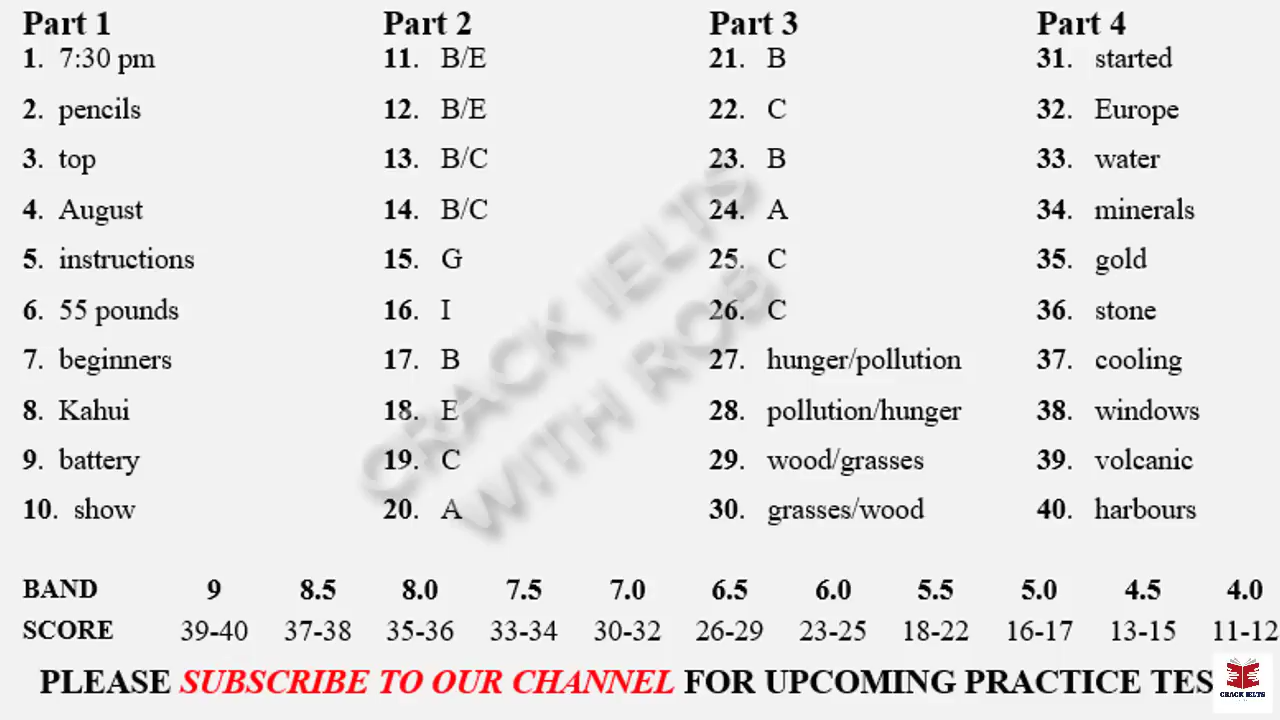 Part 1 Part 2 Part 3 Part 4
1. 7:30 pm 11. B/E 21. B 31. started
2. pencils 12. B/E 22. C 32. Europe
3. top 13. B/C 23. B 33. water
4. August 14. B/C 24. A 34. minerals
5. instructions 15. G 25. C 35. gold
6. 55 pounds 16. I 26. C 36. stone
7. beginners 17. B 27. hunger/pollution 37. cooling
8. Kahui 18. E 28. pollution/hunger 38. windows
9. battery 19. C 29. wood/grasses 39. volcanic
10. show 20. A 30. grasses/wood 40. harbours
CRACK IELTS
WITH ROB
BAND 9 8.5 8.0 7.5 7.0 6.5 6.0 5.5 5.0 4.5 4.0
SCORE 39-40 37-38 35-36 33-34 30-32 26-29 23-25 18-22 16-17 13-15 11-12
PLEASE SUBSCRIBE TO OUR CHANNEL FOR UPCOMING PRACTICE TES
CRACK IELTS